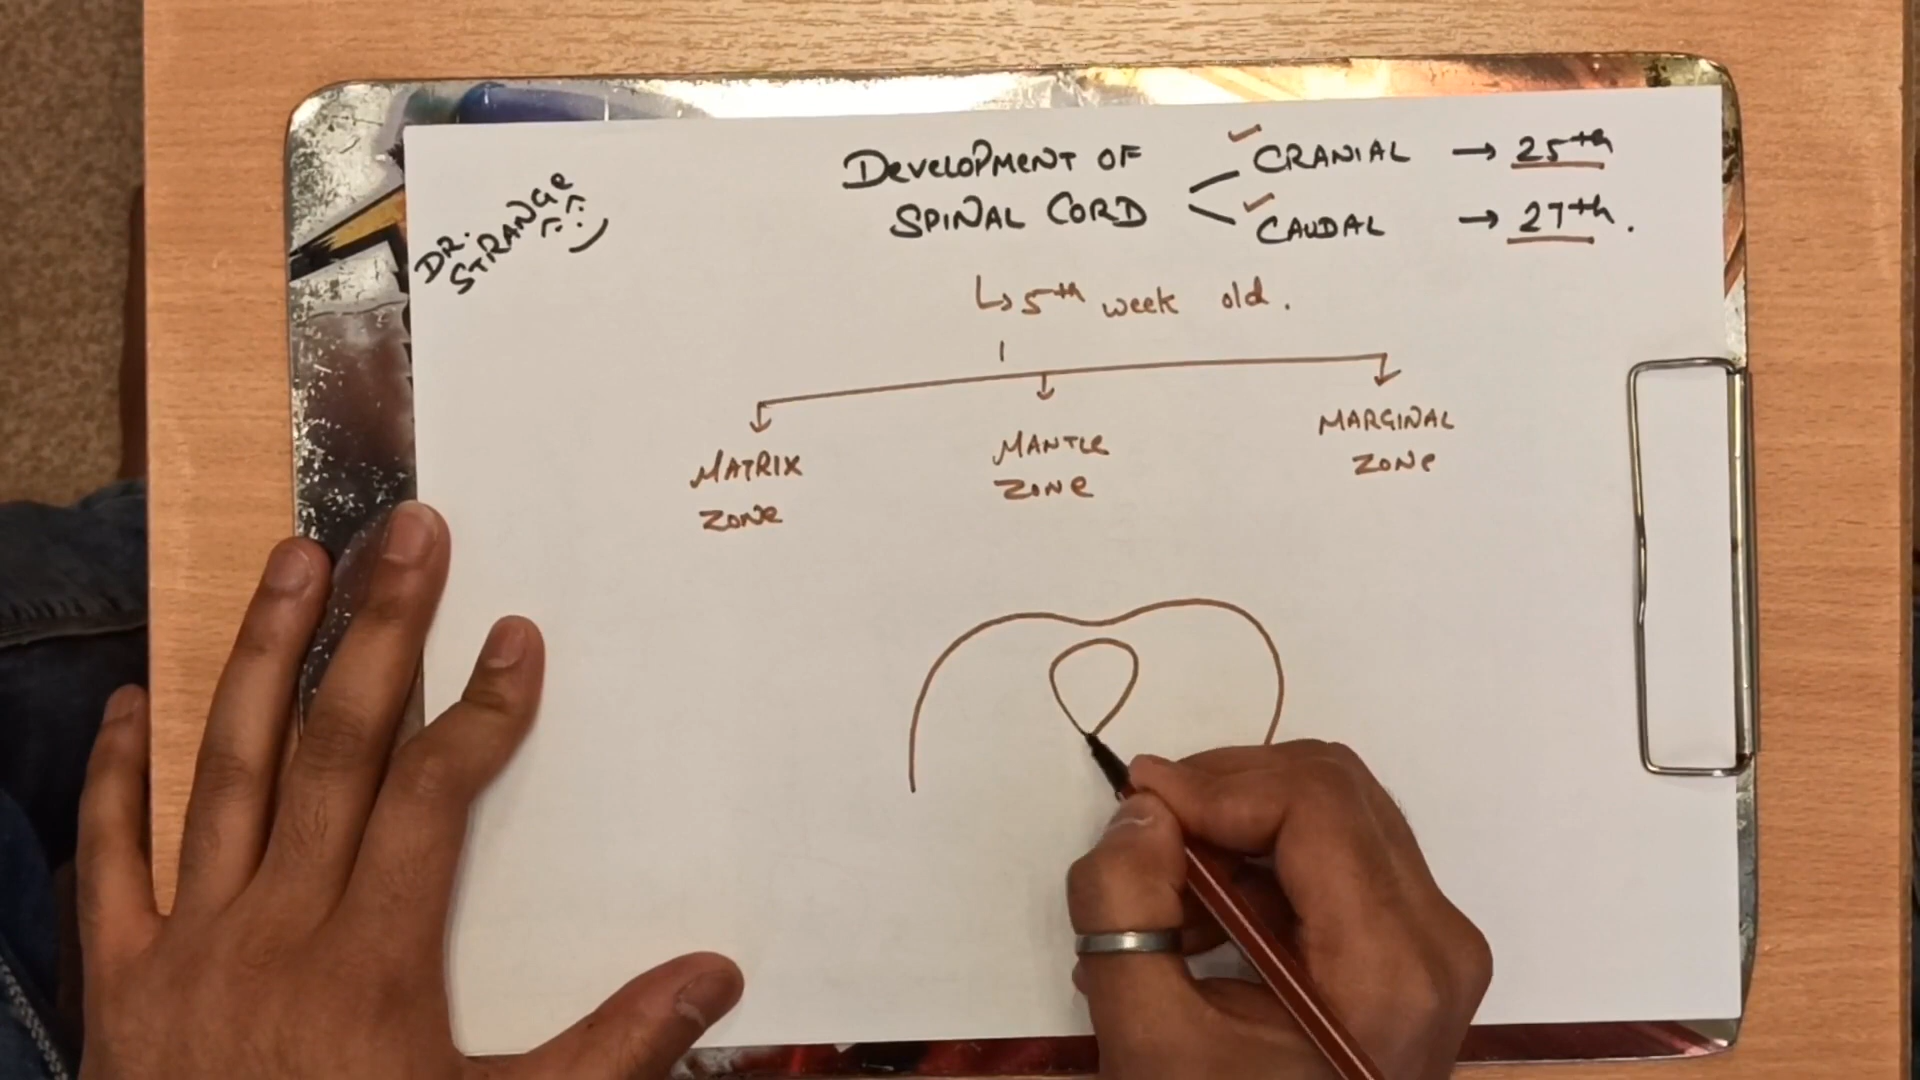 DR.
STRANGE
DEVELOPMENT OF
SPINAL CORD
CRANIAL → 25th
CAUDAL → 27th.
↳ 5th week old.
MATRIX
ZONE
MANTLE
ZONE
MARGINAL
ZONE